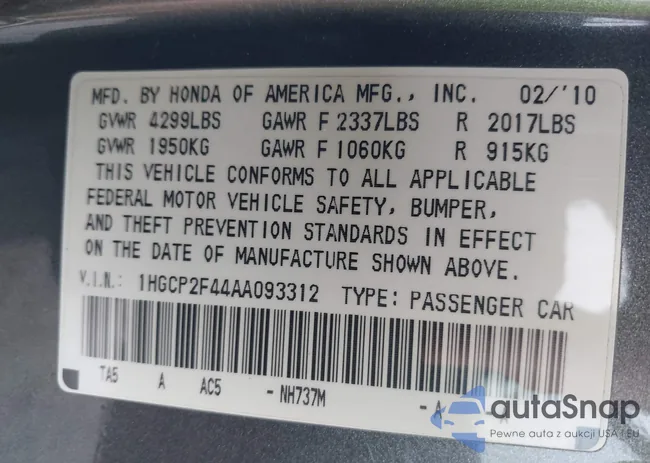 MFD. BY HONDA OF AMERICA MFG., INC. 02/'10
GVWR 4299LBS GAWR F 2337LBS R 2017LBS
GVWR 1950KG GAWR F 1060KG R 915KG
THIS VEHICLE CONFORMS TO ALL APPLICABLE
FEDERAL MOTOR VEHICLE SAFETY, BUMPER,
AND THEFT PREVENTION STANDARDS IN EFFECT
ON THE DATE OF MANUFACTURE SHOWN ABOVE.
V.I.N.: 1HGCP2F44AA093312 TYPE: PASSENGER CAR
TA5 A AC5 - NH737M - A
autaSnap
Pewne auta z aukcji USA i EU